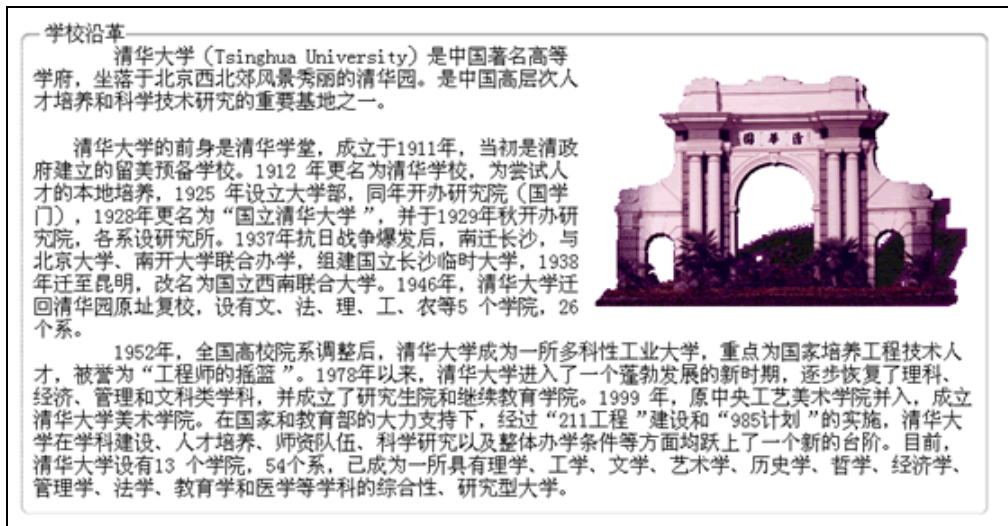 学校沿革
清华大学（Tsinghua University）是中国著名高等
学府，坐落于北京西北郊风景秀丽的清华园。是中国高层次人
才培养和科学技术研究的重要基地之一。
清华大学的前身是清华学堂，成立于1911年，当初是清政
府建立的留美预备学校。1912 年更名为清华学校，为尝试人
才的本地培养，1925 年设立大学部，同年开办研究院（国学
门），1928年更名为“国立清华大学 ”，并于1929年秋开办研
究院，各系设研究所。1937年抗日战争爆发后，南迁长沙，与
北京大学、南开大学联合办学，组建国立长沙临时大学，1938
年迁至昆明，改名为国立西南联合大学。1946年，清华大学迁
回清华园原址复校，设有文、法、理、工、农等5 个学院，26
个系。
1952年，全国高校院系调整后，清华大学成为一所多科性工业大学，重点为国家培养工程技术人
才，被誉为“工程师的摇篮 ”。1978年以来，清华大学进入了一个蓬勃发展的新时期，逐步恢复了理科、
经济、管理和文科类学科，并成立了研究生院和继续教育学院。1999 年，原中央工艺美术学院并入，成立
清华大学美术学院。在国家和教育部的大力支持下，经过“211工程 ”建设和“985计划 ”的实施，清华大
学在学科建设、人才培养、师资队伍、科学研究以及整体办学条件等方面均跃上了一个新的台阶。目前，
清华大学设有13 个学院，54个系，已成为一所具有理学、工学、文学、艺术学、历史学、哲学、经济学、
管理学、法学、教育学和医学等学科的综合性、研究型大学。
園華清